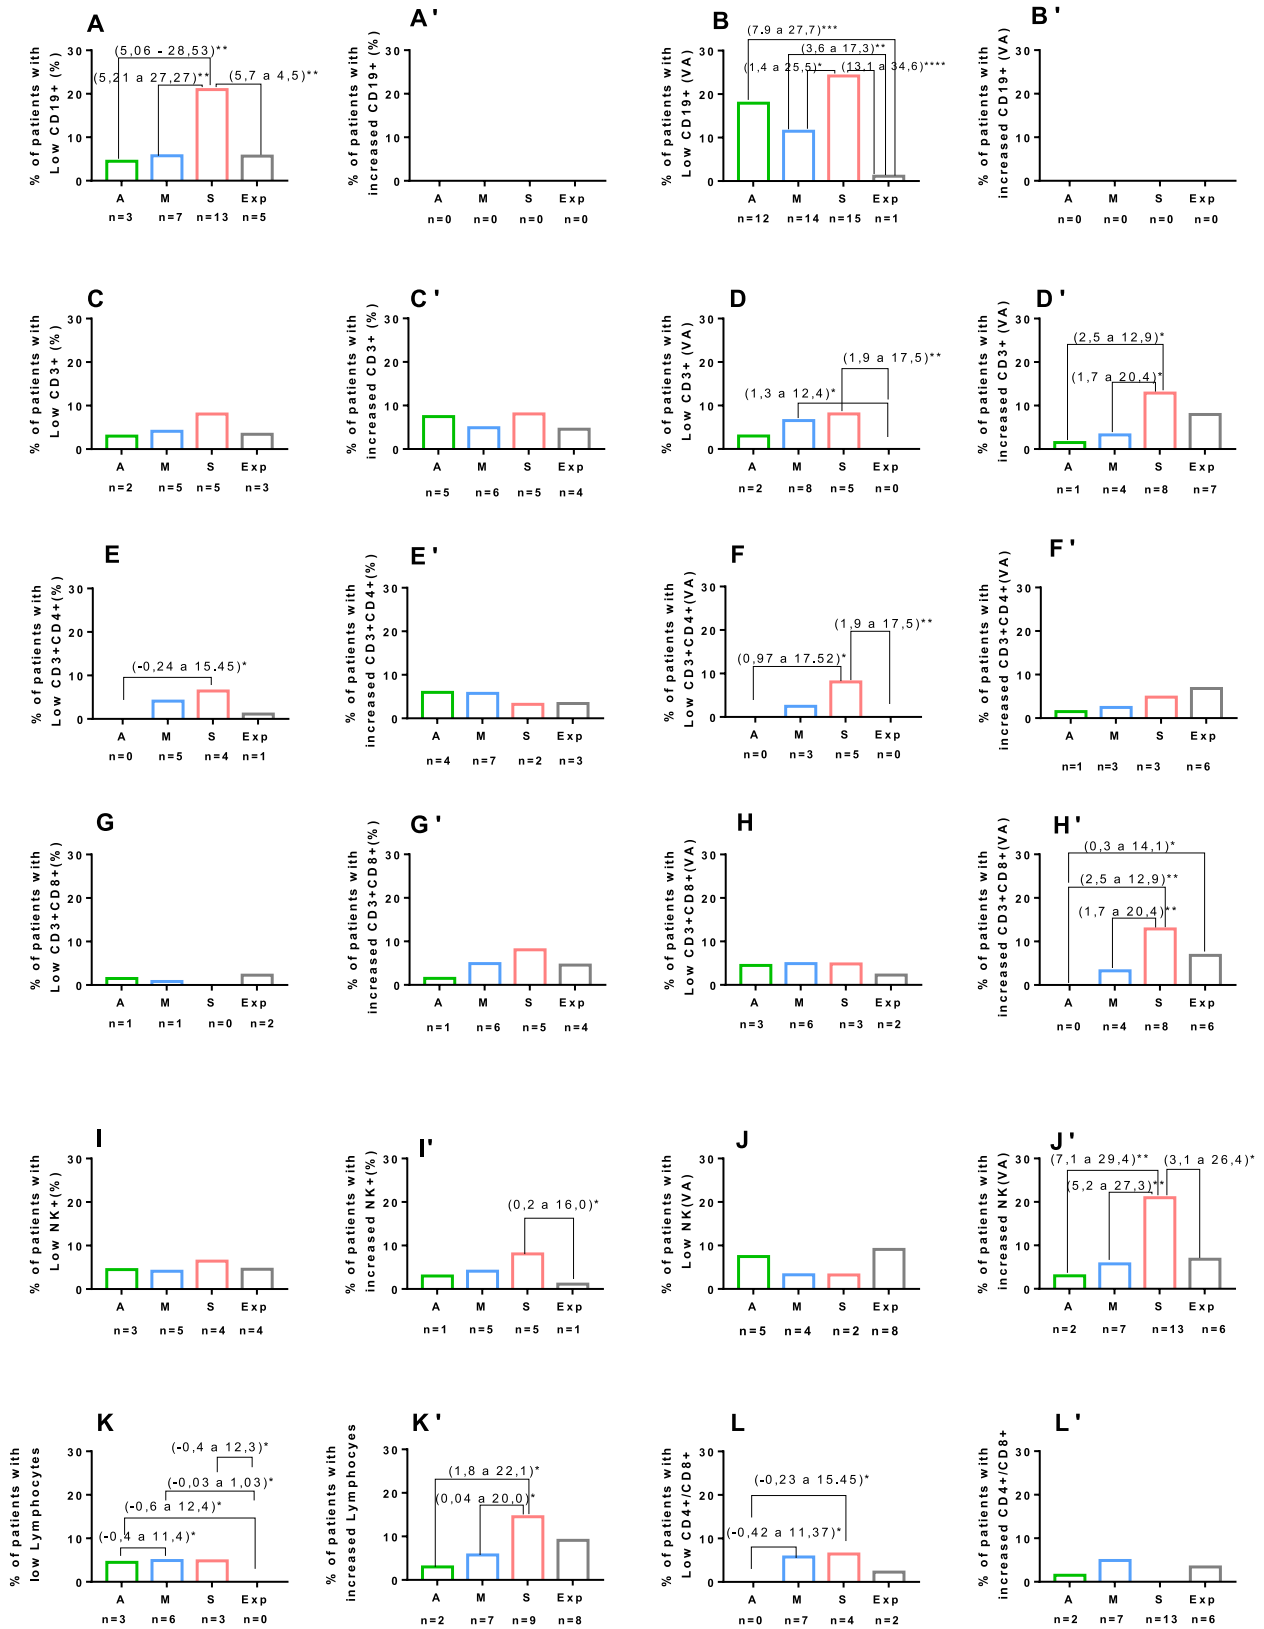 A
% of patients with
Low CD19+ (%)
30
20
10
0
(5,06 - 28,53)**
(5,21 a 27,27)**
(5,7 a 4,5)**
A M S Exp
n=3 n=7 n=13 n=5
A'
% of patients with
increased CD19+ (%)
30
20
10
0
A M S Exp
n=0 n=0 n=0 n=0
B
% of patients with
Low CD19+ (VA)
30
20
10
0
(7.9 a 27,7)***
(3,6 a 17,3)**
(1,4 a 25,5)*
(13,1 a 34,6)****
A M S Exp
n=12 n=14 n=15 n=1
B'
% of patients with
increased CD19+ (VA)
30
20
10
0
A M S Exp
n=0 n=0 n=0 n=0
C
% of patients with
Low CD3+ (%)
30
20
10
0
A M S Exp
n=2 n=5 n=5 n=3
C'
% of patients with
increased CD3+ (%)
30
20
10
0
A M S Exp
n=5 n=6 n=5 n=4
D
% of patients with
Low CD3+ (VA)
30
20
10
0
(1,9 a 17,5)**
(1,3 a 12,4)*
A M S Exp
n=2 n=8 n=5 n=0
D'
% of patients with
increased CD3+ (VA)
30
20
10
0
(2,5 a 12,9)*
(1,7 a 20,4)*
A M S Exp
n=1 n=4 n=8 n=7
E
% of patients with
Low CD3+CD4+(%)
30
20
10
0
(-0,24 a 15.45)*
A M S Exp
n=0 n=5 n=4 n=1
E'
% of patients with
increased CD3+CD4+(%)
30
20
10
0
A M S Exp
n=4 n=7 n=2 n=3
F
% of patients with
Low CD3+CD4+(VA)
30
20
10
0
(1,9 a 17,5)**
(0,97 a 17.52)*
A M S Exp
n=0 n=3 n=5 n=0
F'
% of patients with
increased CD3+CD4+(VA)
30
20
10
0
A M S Exp
n=1 n=3 n=3 n=6
G
% of patients with
Low CD3+CD8+(%)
30
20
10
0
A M S Exp
n=1 n=1 n=0 n=2
G'
% of patients with
increased CD3+CD8+(%)
30
20
10
0
A M S Exp
n=1 n=6 n=5 n=4
H
% of patients with
Low CD3+CD8+(VA)
30
20
10
0
A M S Exp
n=3 n=6 n=3 n=2
H'
% of patients with
increased CD3+CD8+(VA)
30
20
10
0
(0,3 a 14,1)*
(2,5 a 12,9)**
(1,7 a 20,4)**
A M S Exp
n=0 n=4 n=8 n=6
I
% of patients with
Low NK+(%)
30
20
10
0
A M S Exp
n=3 n=5 n=4 n=4
I'
% of patients with
increased NK+(%)
30
20
10
0
(0,2 a 16,0)*
A M S Exp
n=1 n=5 n=5 n=1
J
% of patients with
Low NK(VA)
30
20
10
0
A M S Exp
n=5 n=4 n=2 n=8
J'
% of patients with
increased NK(VA)
30
20
10
0
(7,1 a 29,4)**
(3,1 a 26,4)*
(5,2 a 27,3)**
A M S Exp
n=2 n=7 n=13 n=6
K
% of patients with
low Lymphocytes
30
20
10
0
(-0,4 a 12,3)*
(-0,03 a 1,03)*
(-0,6 a 12,4)*
(-0,4 a 11,4)*
A M S Exp
n=3 n=6 n=3 n=0
K'
% of patients with
increased Lymphocyes
30
20
10
0
(1,8 a 22,1)*
(0,04 a 20,0)*
A M S Exp
n=2 n=7 n=9 n=8
L
% of patients with
Low CD4+/CD8+
30
20
10
0
(-0,23 a 15.45)*
(-0,42 a 11,37)*
A M S Exp
n=0 n=7 n=4 n=2
L'
% of patients with
increased CD4+/CD8+
30
20
10
0
A M S Exp
n=2 n=7 n=13 n=6